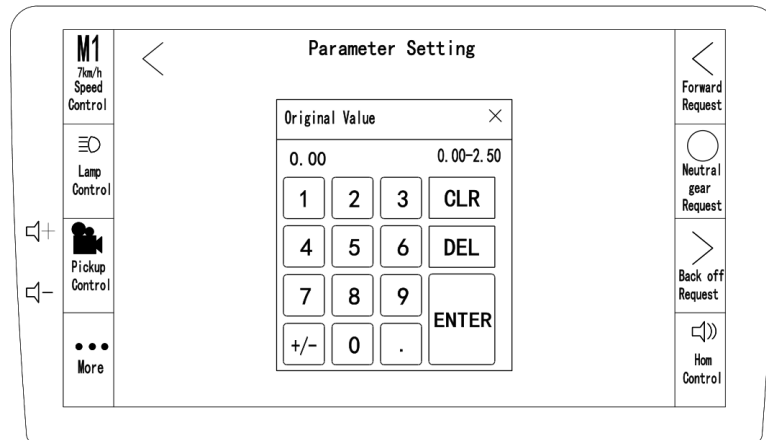 M1
7km/h
Speed
Control
Lamp
Control
Pickup
Control
More
Parameter Setting
Original Value
0.00
0.00-2.50
1 2 3 CLR
4 5 6 DEL
7 8 9
ENTER
+/- 0 .
Forward
Request
Neutral
gear
Request
Back off
Request
Hom
Control